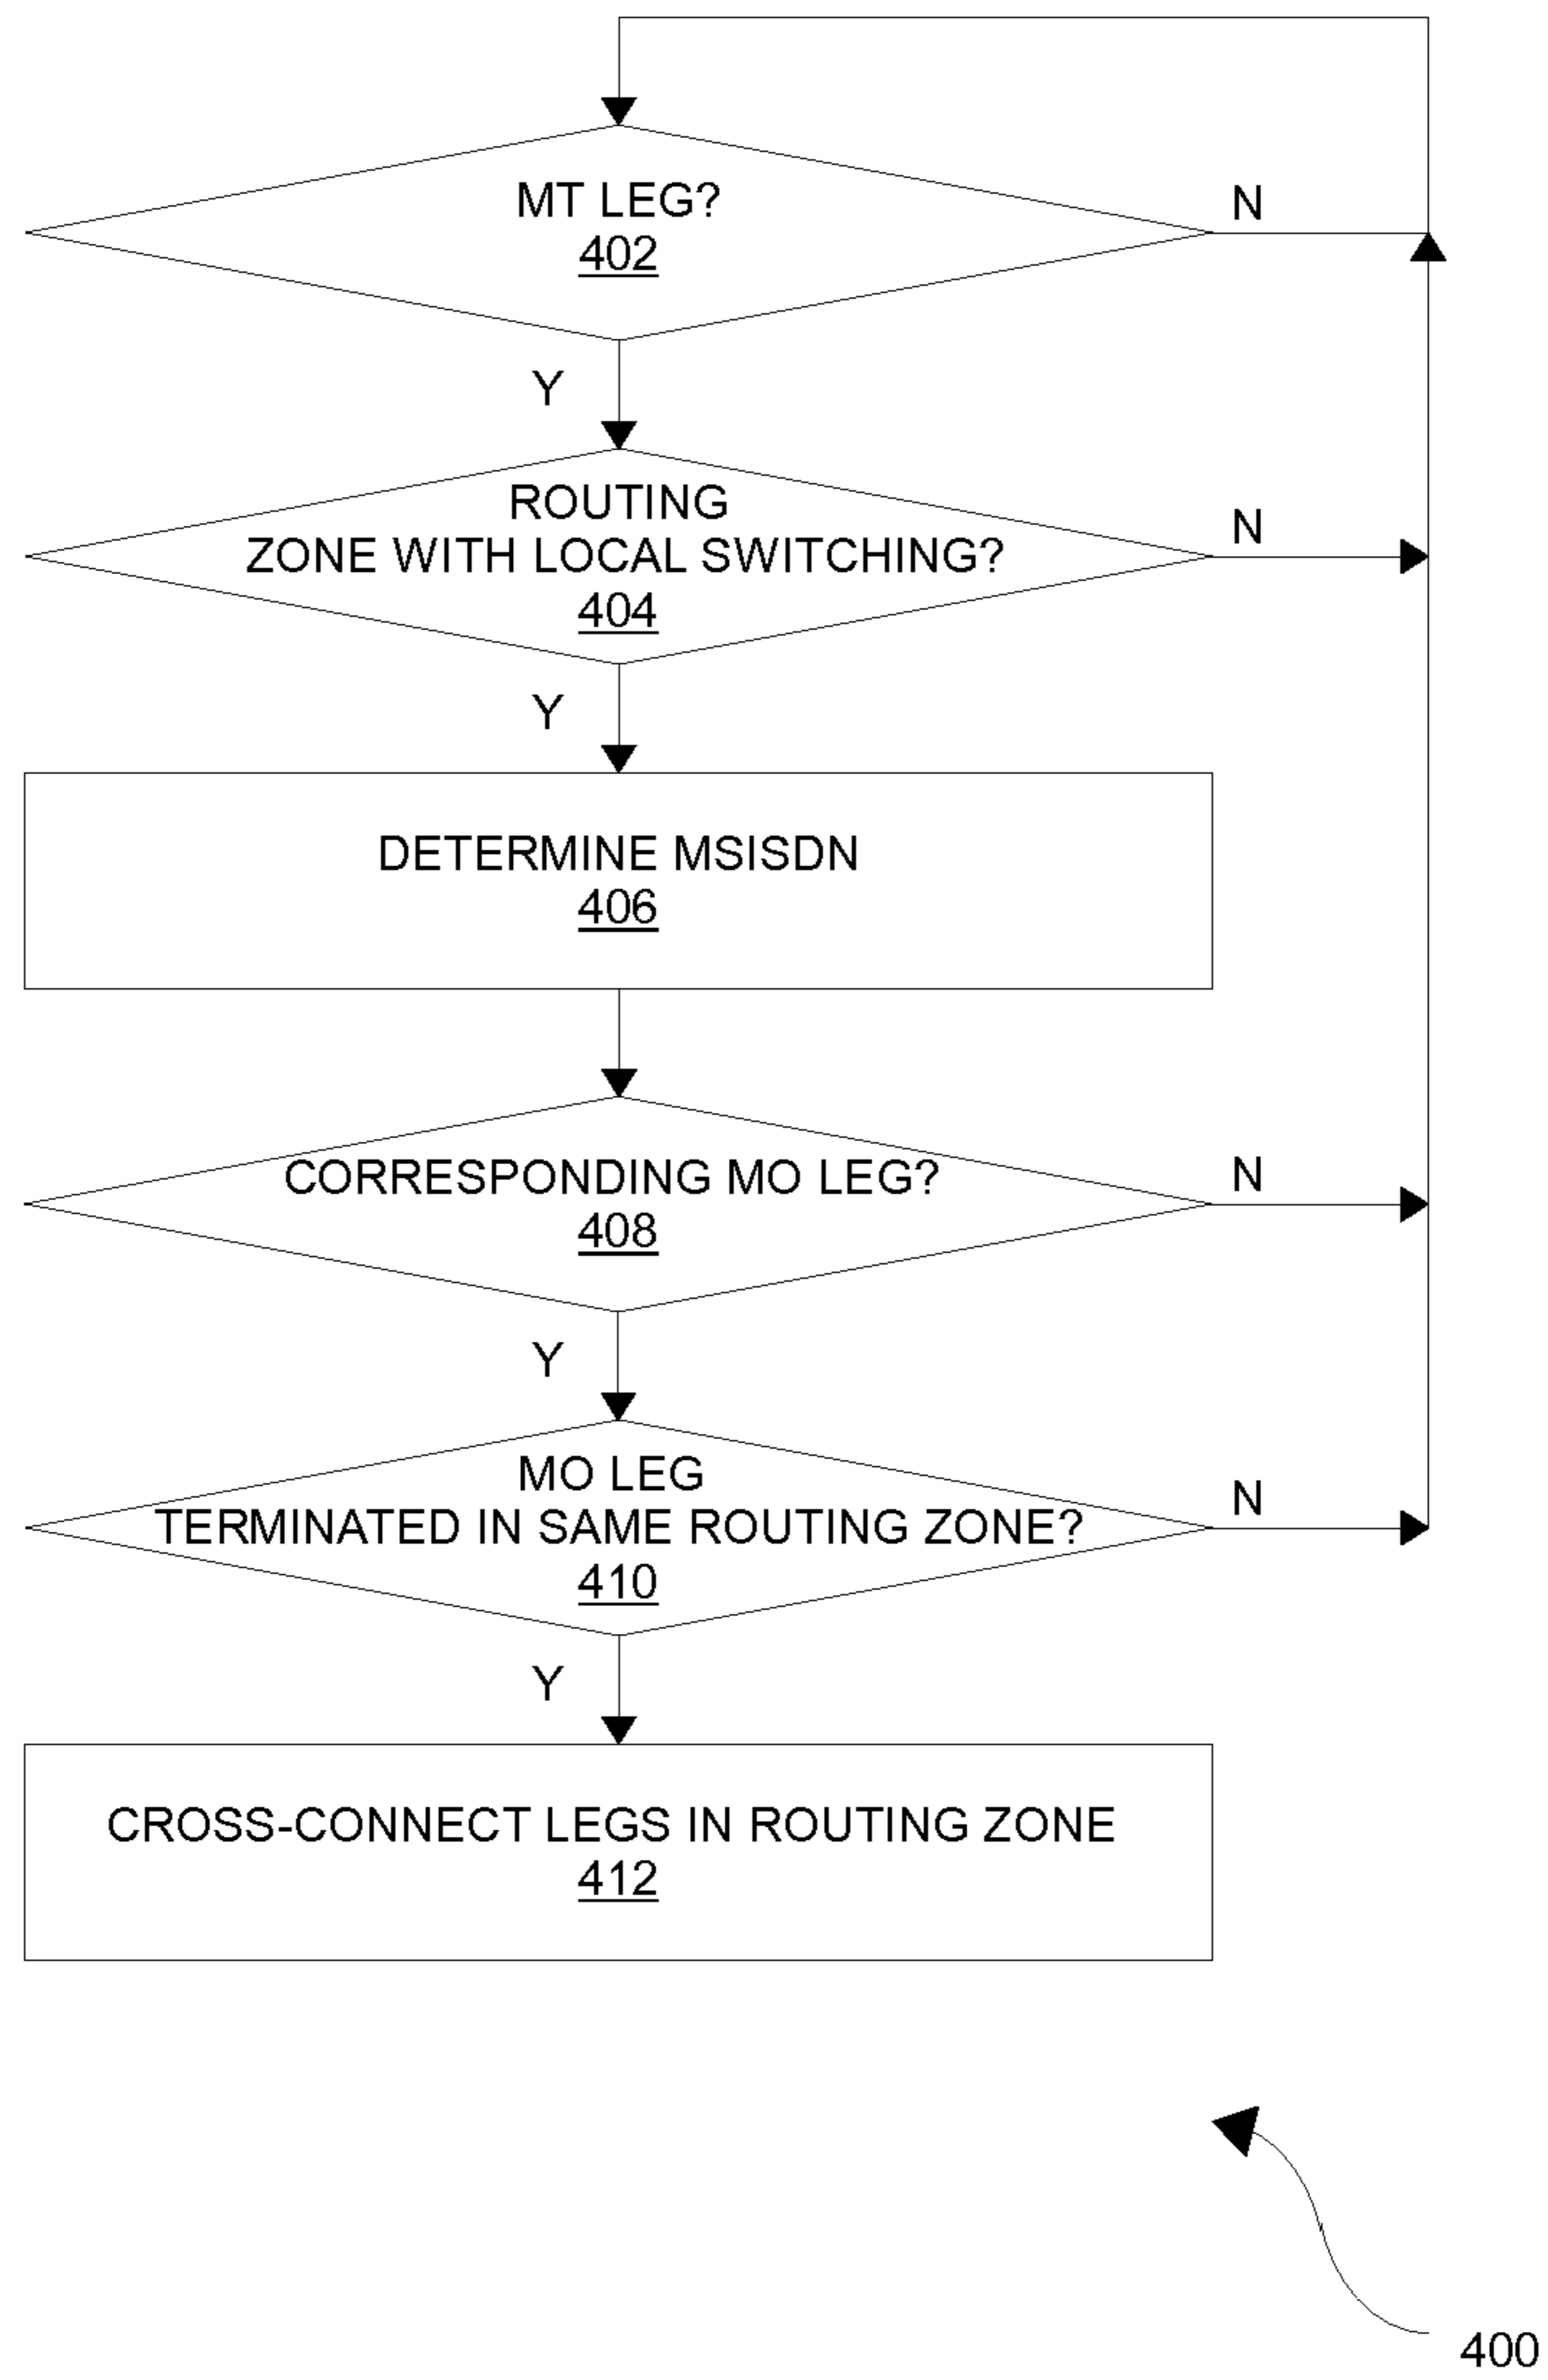 MT LEG?
402
N
Y
ROUTING
ZONE WITH LOCAL SWITCHING?
404
N
Y
DETERMINE MSISDN
406
CORRESPONDING MO LEG?
408
N
Y
MO LEG
TERMINATED IN SAME ROUTING ZONE?
410
N
Y
CROSS-CONNECT LEGS IN ROUTING ZONE
412
400